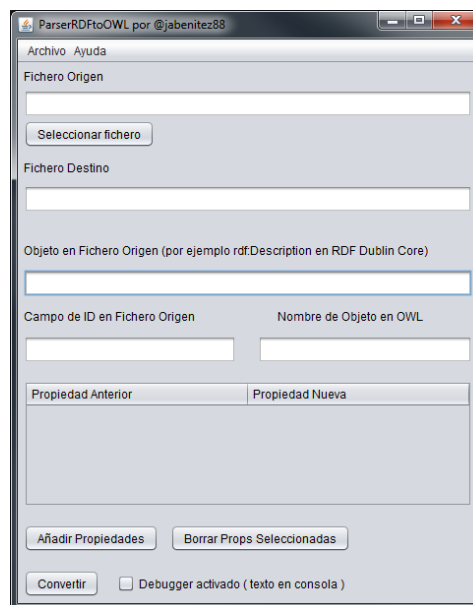 ParserRDFtoOWL por @jabenitez88
Archivo Ayuda
Fichero Origen
Seleccionar fichero
Fichero Destino
Objeto en Fichero Origen (por ejemplo rdf:Description en RDF Dublin Core)
Campo de ID en Fichero Origen Nombre de Objeto en OWL
Propiedad Anterior Propiedad Nueva
Añadir Propiedades Borrar Props Seleccionadas
Convertir Debugger activado ( texto en consola )